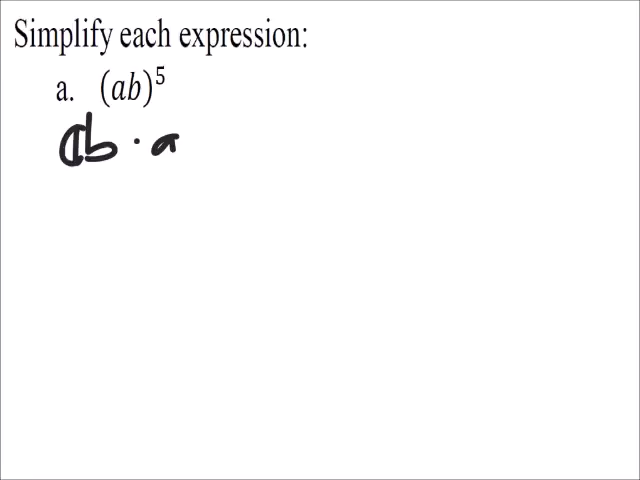 Simplify each expression:
a. (ab)⁵
ab · a